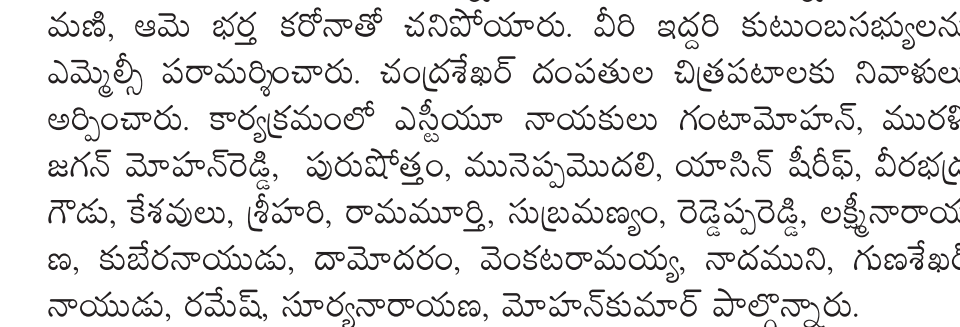 మణి, ఆమె భర్త కరోనాతో చనిపోయారు. వీరి ఇద్దరి కుటుంబసభ్యులను
ఎమ్మెల్సీ పరామర్శించారు. చంద్రశేఖర్ దంపతుల చిత్రపటాలకు నివాళులు
అర్పించారు. కార్యక్రమంలో ఎస్టీయూ నాయకులు గంటామోహన్, మురళి
జగన్ మోహన్‌రెడ్డి, పురుషోత్తం, మునెప్పమొదలి, యాసిన్ షీరీఫ్, వీరభద్ర
గౌడు, కేశవులు, శ్రీహరి, రామమూర్తి, సుబ్రమణ్యం, రెడ్డెప్పరెడ్డి, లక్ష్మీనారాయ
ణ, కుబేరనాయుడు, దామోదరం, వెంకటరామయ్య, నాదముని, గుణశేఖర్
నాయుడు, రమేష్, సూర్యనారాయణ, మోహన్‌కుమార్ పాల్గొన్నారు.